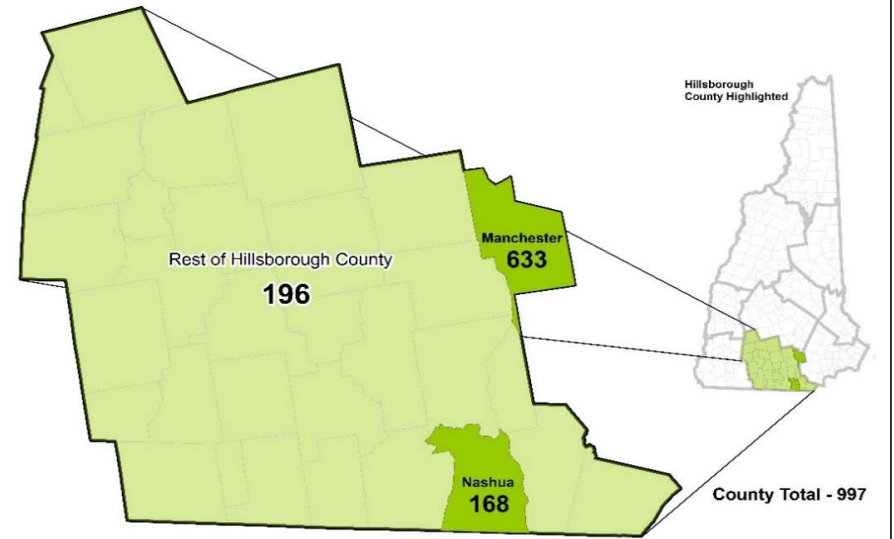 Hillsborough
County Highlighted
Manchester
633
Rest of Hillsborough County
196
Nashua
168
County Total - 997